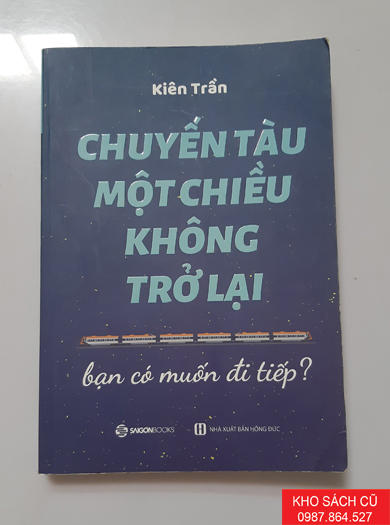 Kiên Trần
CHUYẾN TÀU
MỘT CHIỀU
KHÔNG
TRỞ LẠI
bạn có muốn đi tiếp?
SAIGONBOOKS
NHÀ XUẤT BẢN HỒNG ĐỨC
KHO SÁCH CŨ
0987.864.527